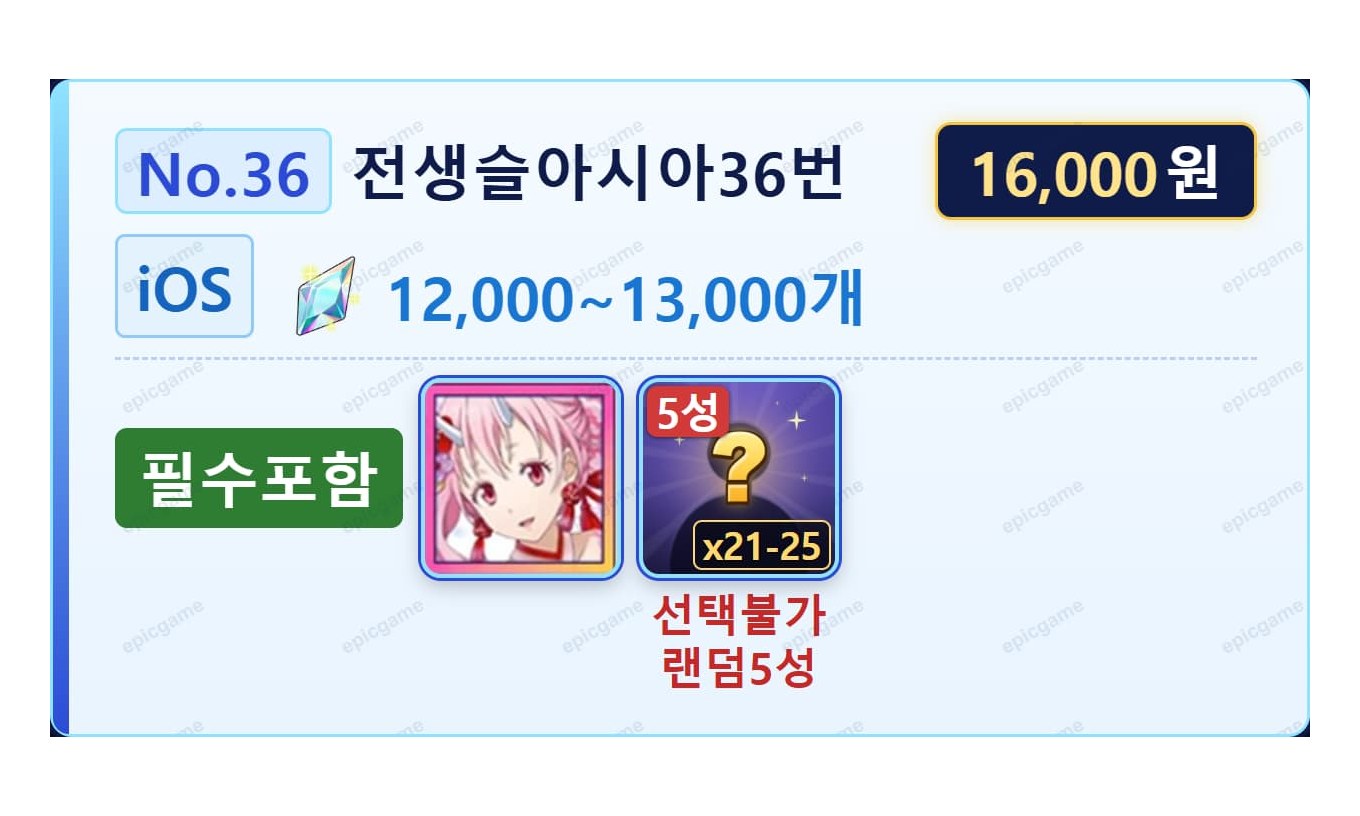 No.36 전생슬아시아36번 16,000원
iOS 12,000~13,000개
필수포함
5성
x21-25
선택불가
랜덤5성
epicgame